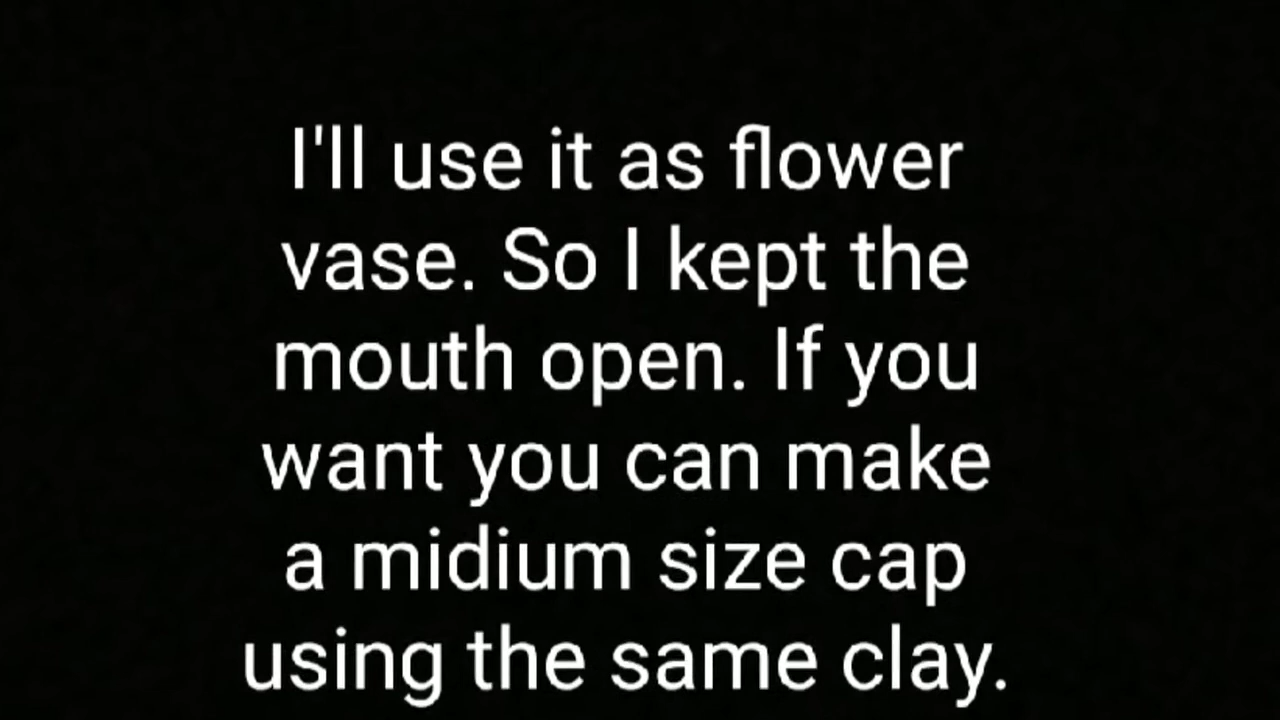 I'll use it as flower
vase. So I kept the
mouth open. If you
want you can make
a midium size cap
using the same clay.